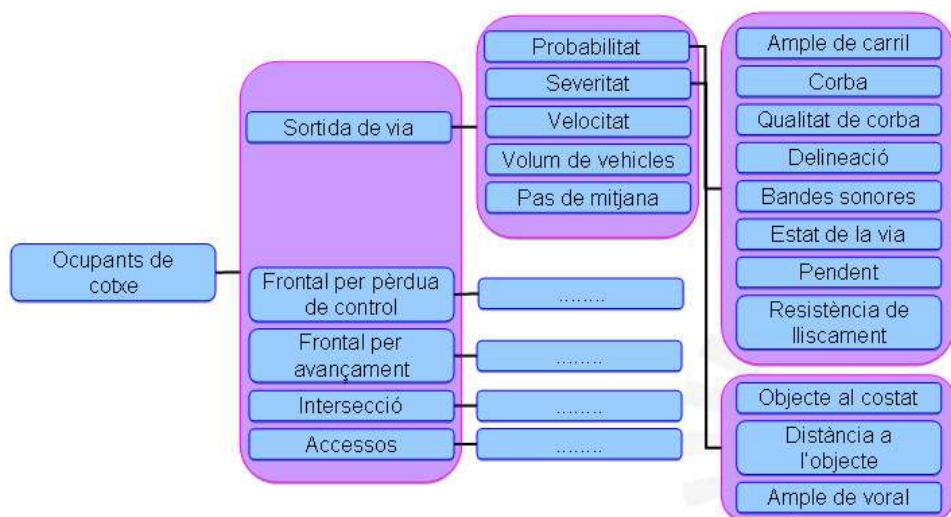 Ocupants de
cotxe
Sortida de via
Frontal per pèrdua
de control
Frontal per
avançament
Intersecció
Accessos
Probabilitat
Severitat
Velocitat
Volum de vehicles
Pas de mitjana
........
........
........
........
Ample de carril
Corba
Qualitat de corba
Delineació
Bandes sonores
Estat de la via
Pendent
Resistència de
lliscament
Objecte al costat
Distància a
l'objecte
Ample de voral